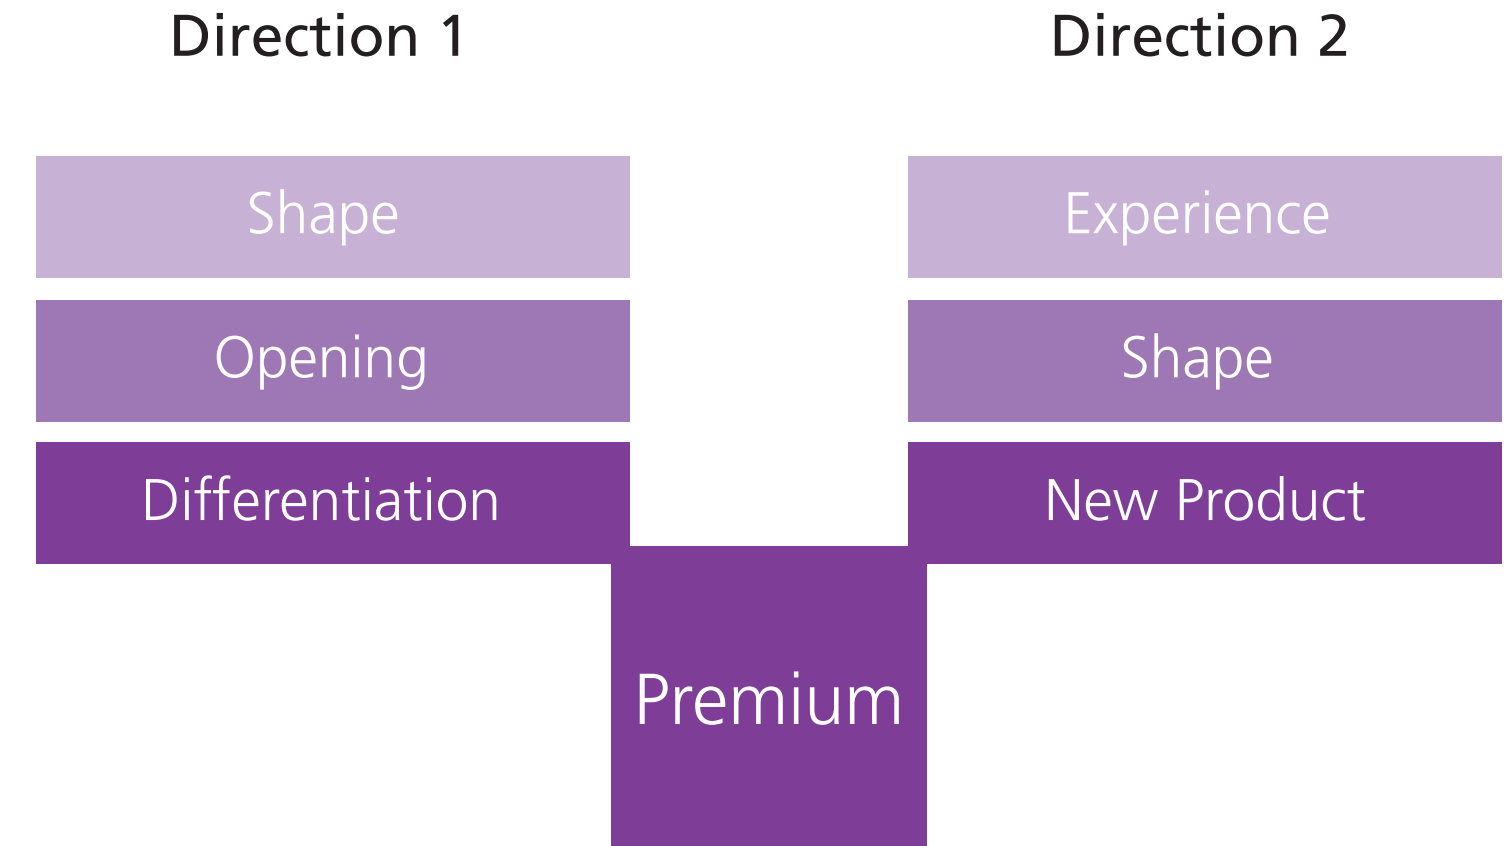 Direction 1
Direction 2
Shape
Experience
Opening
Shape
Differentiation
New Product
Premium